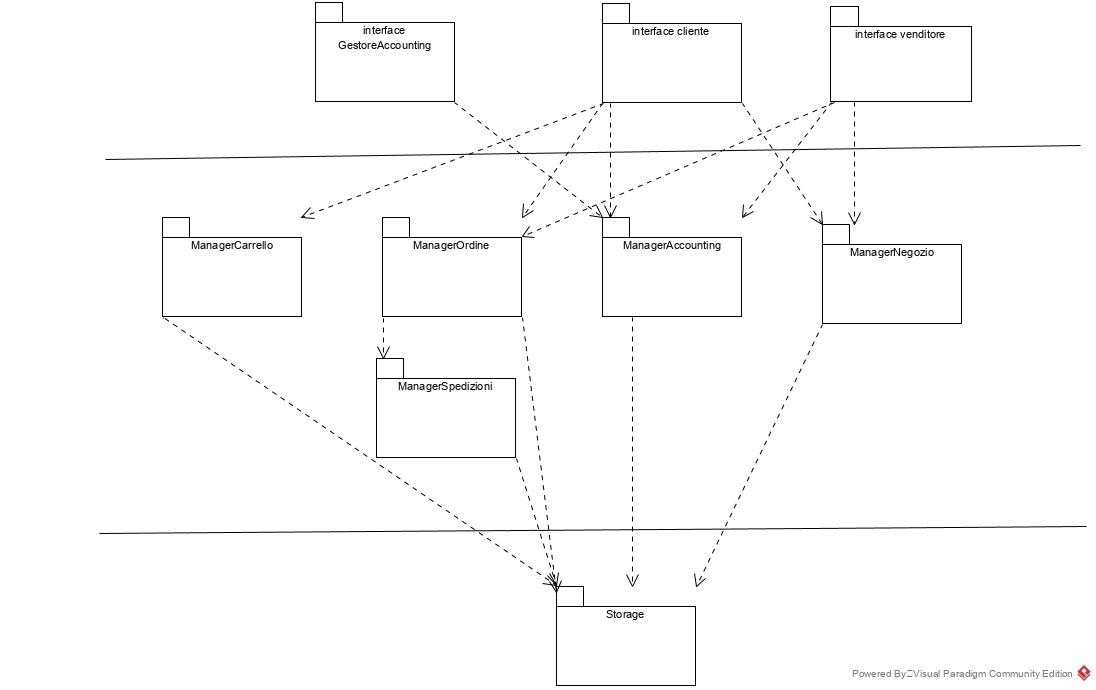 interface
GestoreAccounting
interface cliente
interface venditore
ManagerCarrello
ManagerOrdine
ManagerAccounting
ManagerNegozio
ManagerSpedizioni
Storage
Powered By Visual Paradigm Community Edition